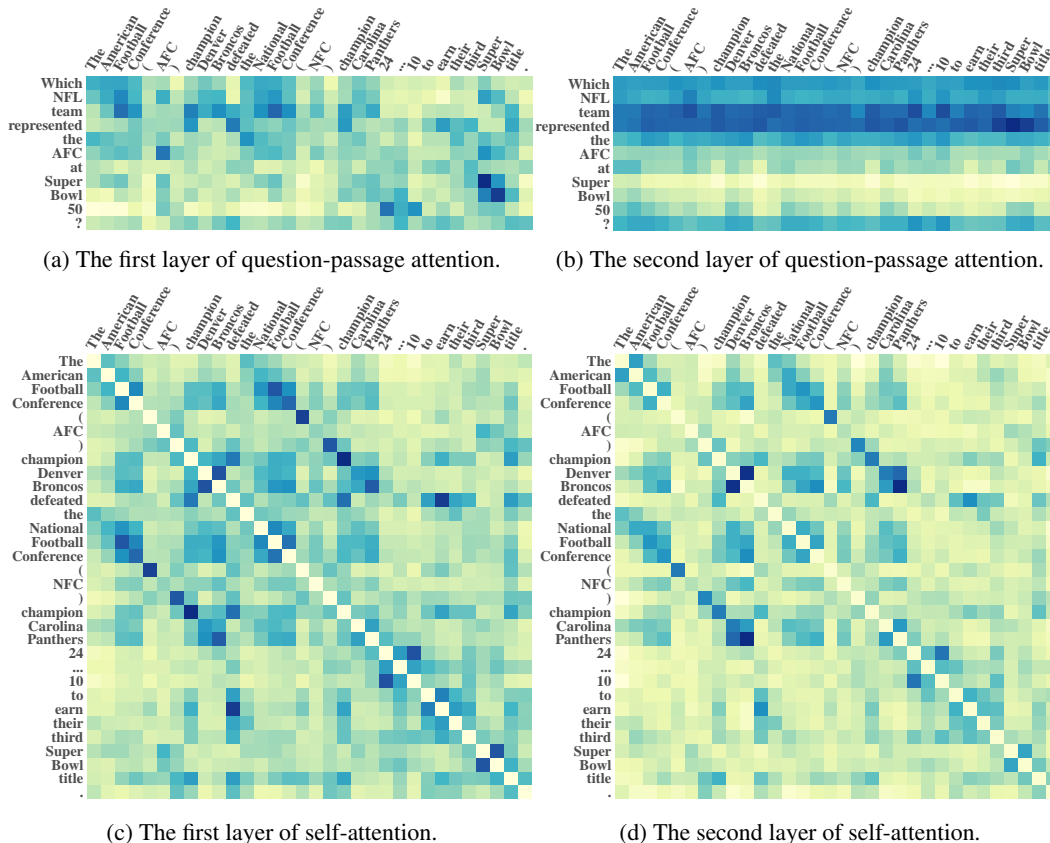 The American Football Conference ( AFC ) champion Denver Broncos defeated the National Football Conference ( NFC ) champion Carolina Panthers 24 ... 10 to earn their third Super Bowl title .
Which
NFL
team
represented
the
AFC
at
Super
Bowl
50
?
(a) The first layer of question-passage attention.
The American Football Conference ( AFC ) champion Denver Broncos defeated the National Football Conference ( NFC ) champion Carolina Panthers 24 ... 10 to earn their third Super Bowl title .
Which
NFL
team
represented
the
AFC
at
Super
Bowl
50
?
(b) The second layer of question-passage attention.
The American Football Conference ( AFC ) champion Denver Broncos defeated the National Football Conference ( NFC ) champion Carolina Panthers 24 ... 10 to earn their third Super Bowl title .
The
American
Football
Conference
(
AFC
)
champion
Denver
Broncos
defeated
the
National
Football
Conference
(
NFC
)
champion
Carolina
Panthers
24
...
10
to
earn
their
third
Super
Bowl
title
.
(c) The first layer of self-attention.
The American Football Conference ( AFC ) champion Denver Broncos defeated the National Football Conference ( NFC ) champion Carolina Panthers 24 ... 10 to earn their third Super Bowl title .
The
American
Football
Conference
(
AFC
)
champion
Denver
Broncos
defeated
the
National
Football
Conference
(
NFC
)
champion
Carolina
Panthers
24
...
10
to
earn
their
third
Super
Bowl
title
.
(d) The second layer of self-attention.